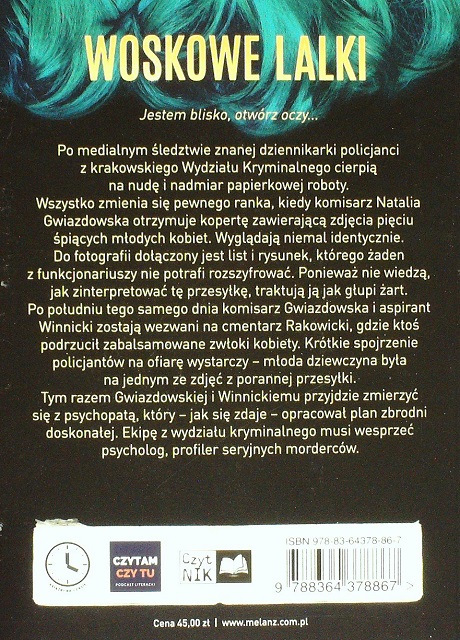 WOSKOWE LALKI
Jestem blisko, otwórz oczy...
Po medialnym śledztwie znanej dziennikarki policjanci
z krakowskiego Wydziału Kryminalnego cierpią
na nudę i nadmiar papierkowej roboty.
Wszystko zmienia się pewnego ranka, kiedy komisarz Natalia
Gwiazdowska otrzymuje kopertę zawierającą zdjęcia pięciu
śpiących młodych kobiet. Wyglądają niemal identycznie.
Do fotografii dołączony jest list i rysunek, którego żaden
z funkcjonariuszy nie potrafi rozszyfrować. Ponieważ nie wiedzą,
jak zinterpretować tę przesyłkę, traktują ją jak głupi żart.
Po południu tego samego dnia komisarz Gwiazdowska i aspirant
Winnicki zostają wezwani na cmentarz Rakowicki, gdzie ktoś
podrzucił zabalsamowane zwłoki kobiety. Krótkie spojrzenie
policjantów na ofiarę wystarczy – młoda dziewczyna była
na jednym ze zdjęć z porannej przesyłki.
Tym razem Gwiazdowskiej i Winnickiemu przyjdzie zmierzyć
się z psychopatą, który – jak się zdaje – opracował plan zbrodni
doskonałej. Ekipę z wydziału kryminalnego musi wesprzeć
psycholog, profiler seryjnych morderców.
CZYTAM
CZY TU
PODCAST LITERACKI
Czyt
NIK
ISBN 978-83-64378-86-7
9 788364 378867 >
Cena 45,00 zł | www.melanz.com.pl